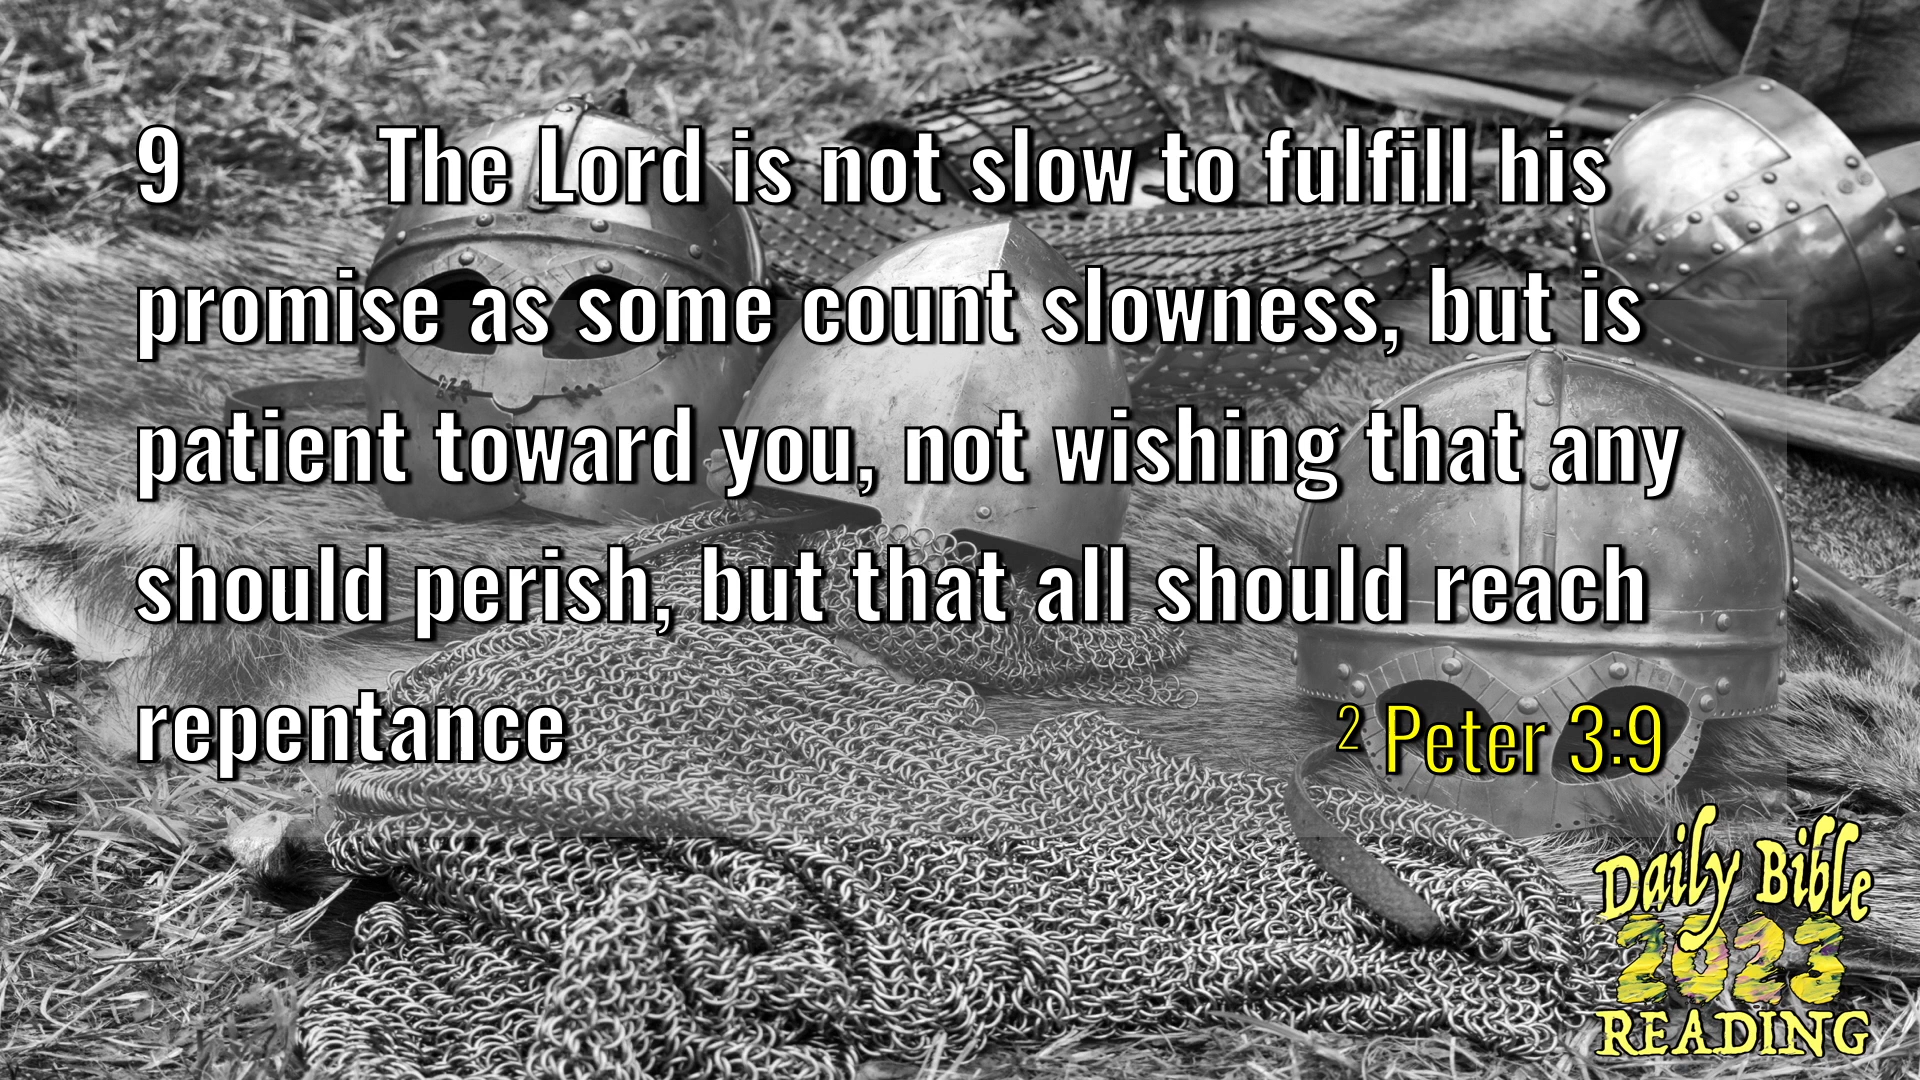 9 The Lord is not slow to fulfill his
promise as some count slowness, but is
patient toward you, not wishing that any
should perish, but that all should reach
repentance
² Peter 3:9
Daily Bible
2023
READING